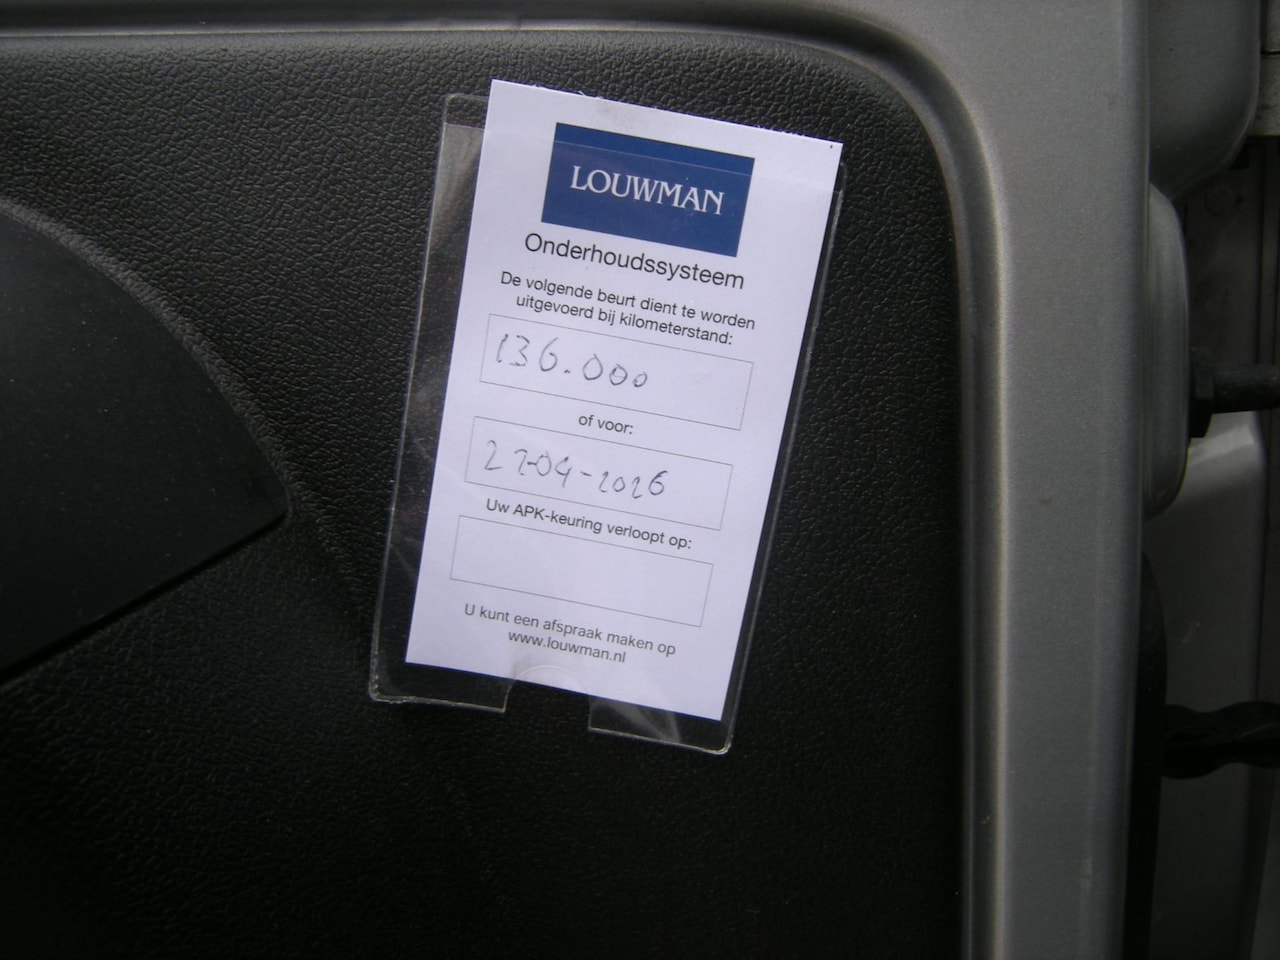 LOUWMAN
Onderhoudssysteem
De volgende beurt dient te worden
uitgevoerd bij kilometerstand:
136.000
of voor:
27-04-2026
Uw APK-keuring verloopt op:
U kunt een afspraak maken op
www.louwman.nl